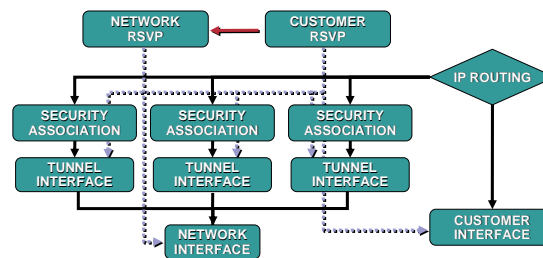 NETWORK
RSVP
CUSTOMER
RSVP
IP ROUTING
SECURITY
ASSOCIATION
SECURITY
ASSOCIATION
SECURITY
ASSOCIATION
TUNNEL
INTERFACE
TUNNEL
INTERFACE
TUNNEL
INTERFACE
NETWORK
INTERFACE
CUSTOMER
INTERFACE